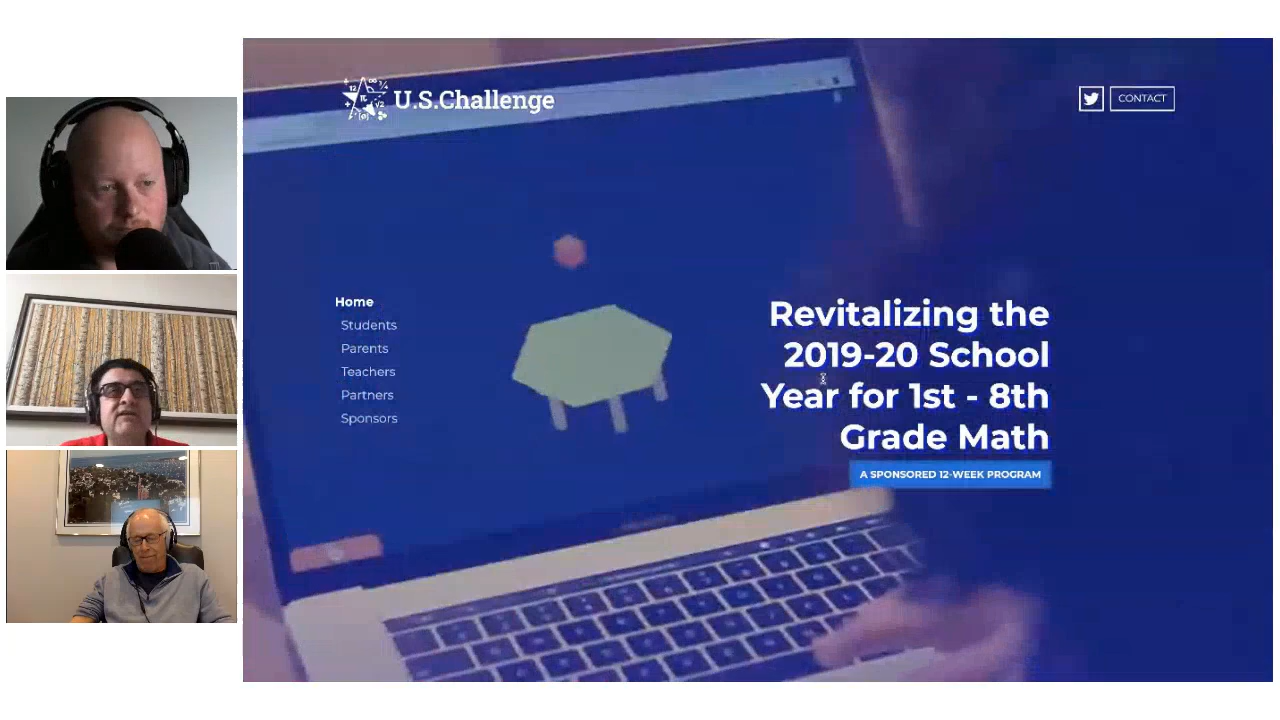 U.S.Challenge
CONTACT
Home
Students
Parents
Teachers
Partners
Sponsors
Revitalizing the
2019-20 School
Year for 1st - 8th
Grade Math
A SPONSORED 12-WEEK PROGRAM